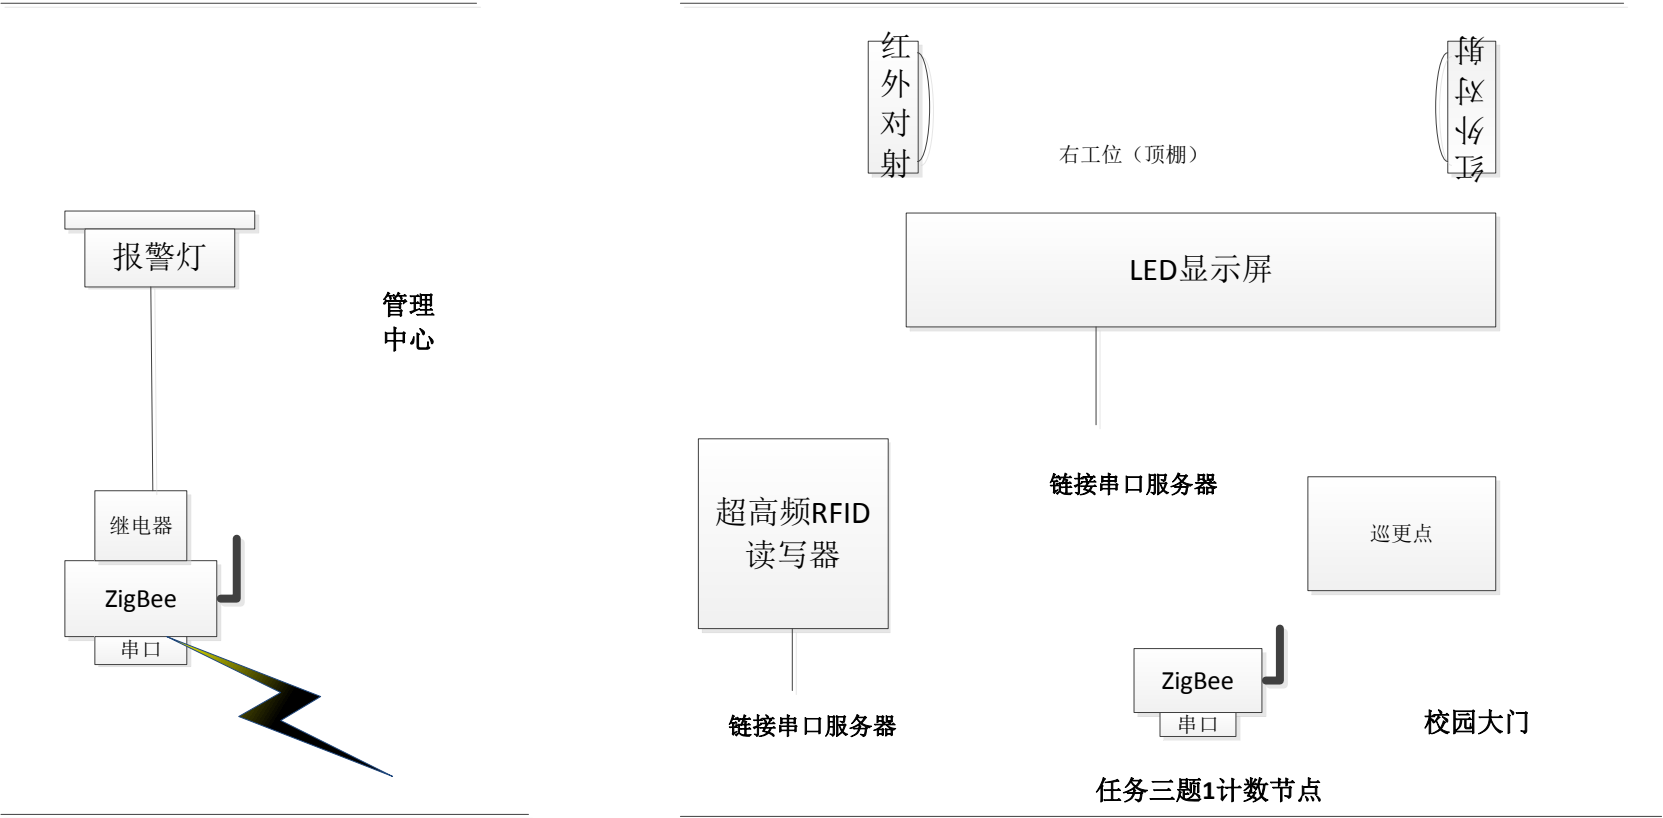 报警灯
管理
中心
继电器
ZigBee
串口
红
外
对
射
红
外
对
射
右工位（顶棚）
LED显示屏
链接串口服务器
超高频RFID
读写器
巡更点
链接串口服务器
ZigBee
串口
校园大门
任务三题1计数节点